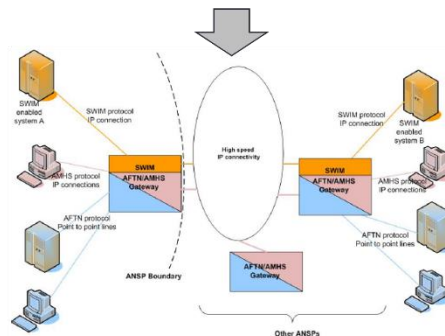 SWIM
enabled
system A
SWIM protocol
IP connection
AMHS protocol
IP connections
AFTN protocol
Point to point lines
SWIM
AFTN/AMHS
Gateway
ANSP Boundary
High speed
IP connectivity
AFTN/AMHS
Gateway
Other ANSPs
SWIM
AFTN/AMHS
Gateway
SWIM protocol
IP connection
SWIM
enabled
system B
AMHS protocol
IP connections
AFTN protocol
Point to point lines